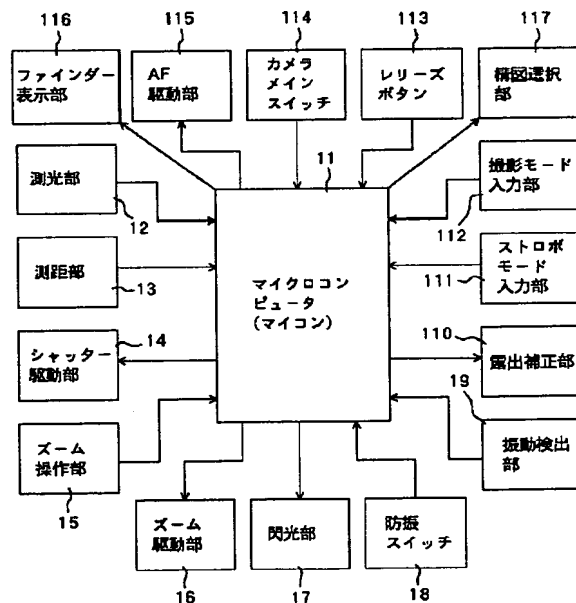 116
115
114
113
117
ファインダー
表示部
AF
駆動部
カメラ
メイン
スイッチ
レリーズ
ボタン
構図選択
部
11
測光部
12
撮影モード
入力部
112
測距部
13
マイクロコン
ピュータ
(マイコン)
ストロボ
モード
入力部
111
14
シャッター
駆動部
110
露出補正部
ズーム
操作部
15
19
振動検出
部
ズーム
駆動部
16
閃光部
17
防振
スイッチ
18